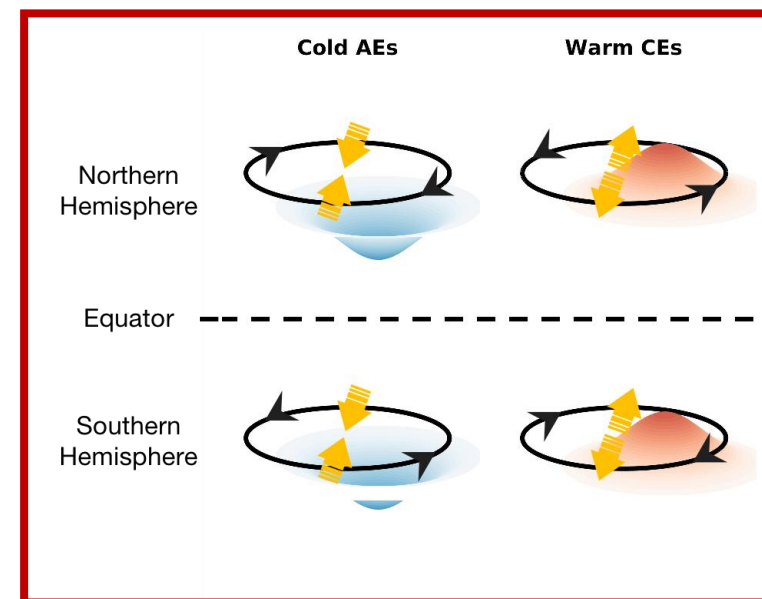 Cold AEs
Warm CEs
Northern
Hemisphere
Equator
Southern
Hemisphere